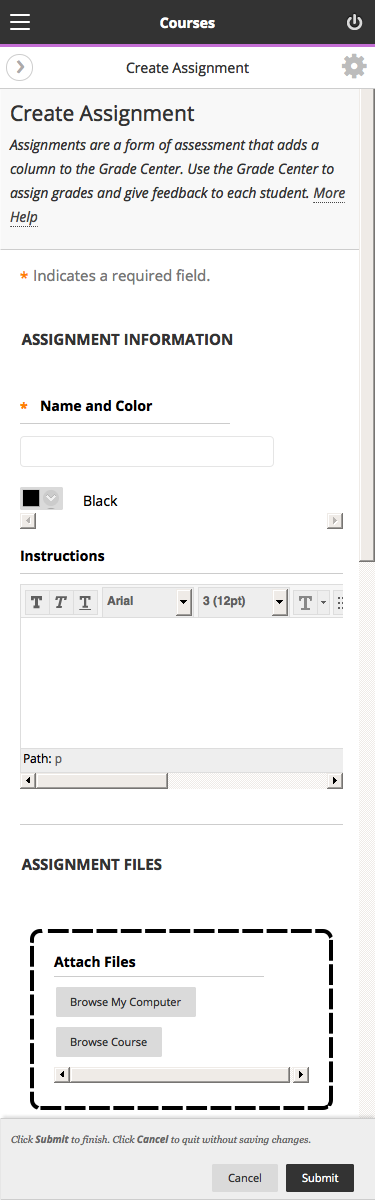 Courses
Create Assignment
Create Assignment
Assignments are a form of assessment that adds a
column to the Grade Center. Use the Grade Center to
assign grades and give feedback to each student. More
Help
* Indicates a required field.
ASSIGNMENT INFORMATION
* Name and Color
Black
Instructions
T T T Arial 3 (12pt) T
Path: p
ASSIGNMENT FILES
Attach Files
Browse My Computer
Browse Course
Click Submit to finish. Click Cancel to quit without saving changes.
Cancel Submit